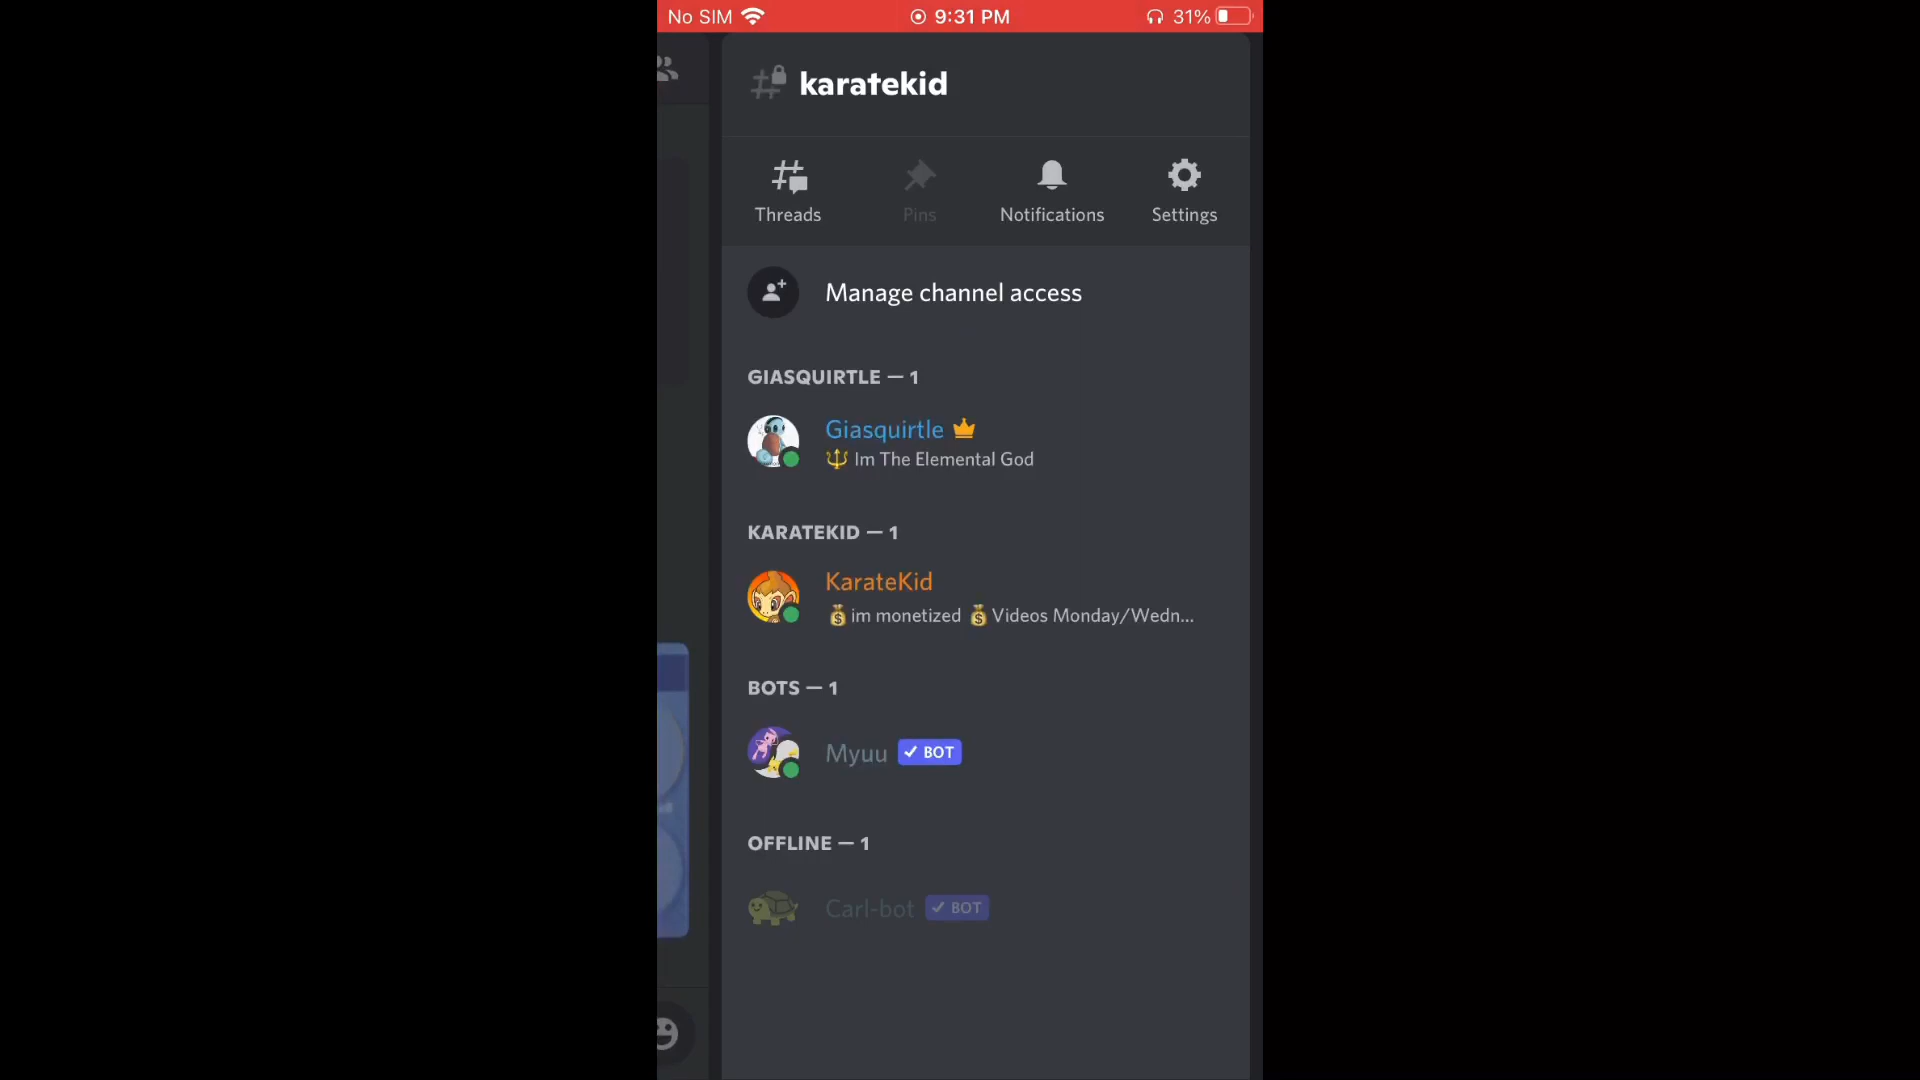 No SIM 9:31 PM 31%
karatekid
Threads Pins Notifications Settings
Manage channel access
GIASQUIRTLE — 1
Giasquirtle
🔱 Im The Elemental God
KARATEKID — 1
KarateKid
💰im monetized 💰Videos Monday/Wedn...
BOTS — 1
Myuu ✓ BOT
OFFLINE — 1
Carl-bot ✓ BOT